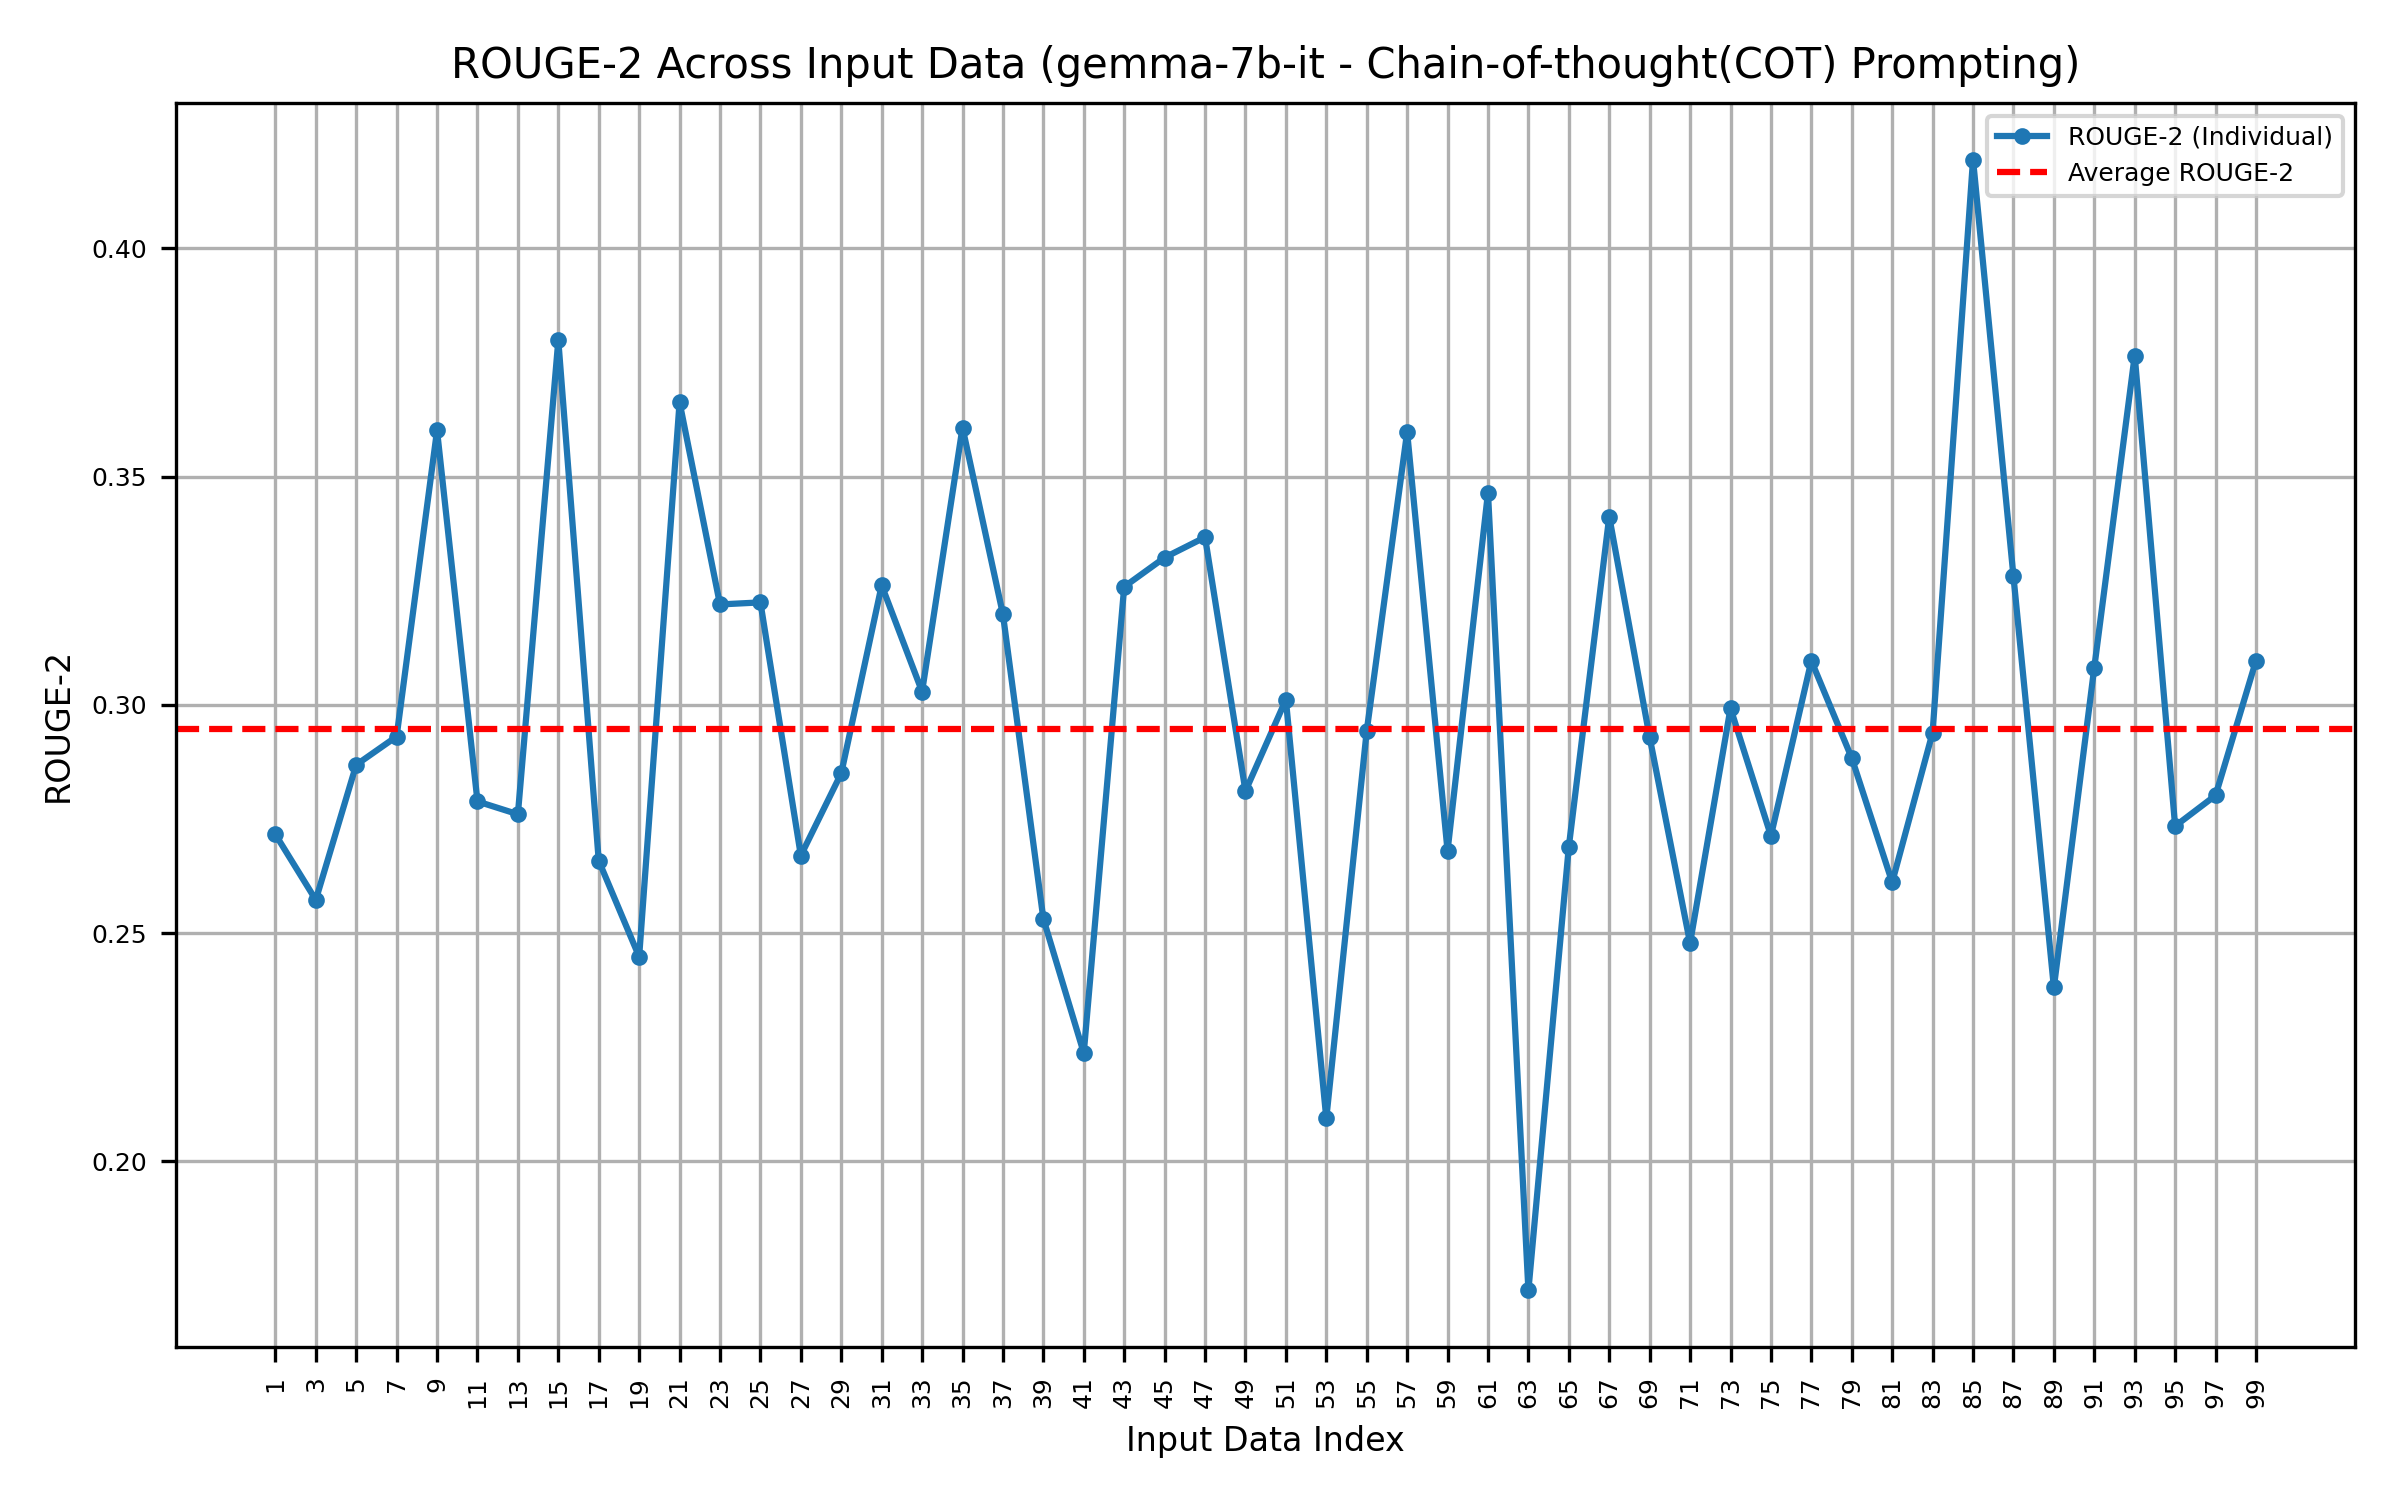 ROUGE-2 Across Input Data (gemma-7b-it - Chain-of-thought(COT) Prompting)
ROUGE-2 (Individual)
Average ROUGE-2
0.40
0.35
0.30
0.25
0.20
ROUGE-2
1 3 5 7 9 11 13 15 17 19 21 23 25 27 29 31 33 35 37 39 41 43 45 47 49 51 53 55 57 59 61 63 65 67 69 71 73 75 77 79 81 83 85 87 89 91 93 95 97 99
Input Data Index